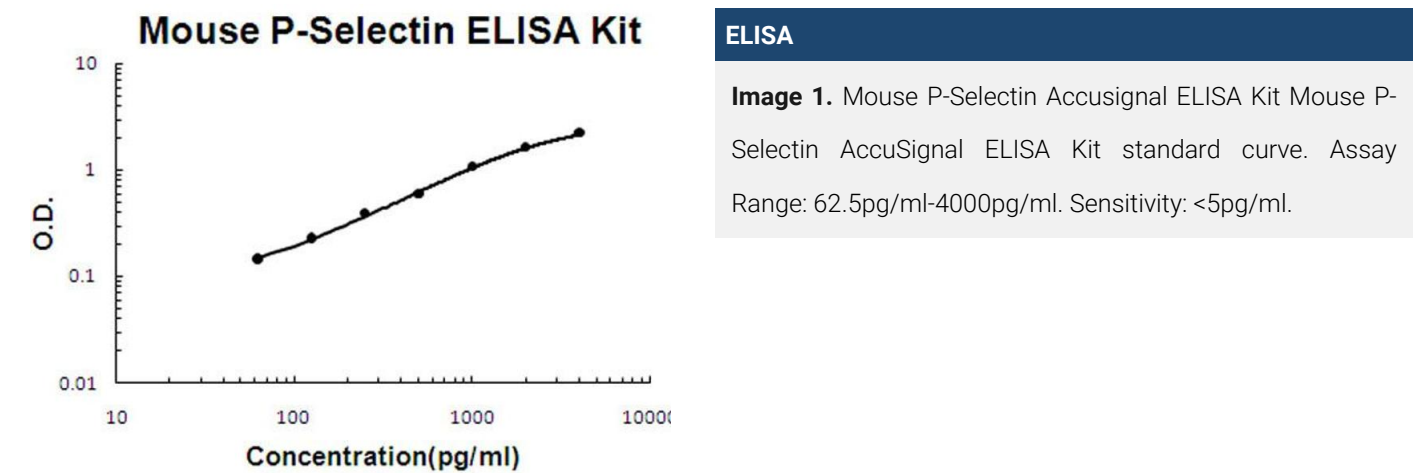 Mouse P-Selectin ELISA Kit
10
1
0.1
0.01
O.D.
10
100
1000
10000
Concentration(pg/ml)
ELISA
Image 1. Mouse P-Selectin Accusignal ELISA Kit Mouse P-
Selectin AccuSignal ELISA Kit standard curve. Assay
Range: 62.5pg/ml-4000pg/ml. Sensitivity: <5pg/ml.